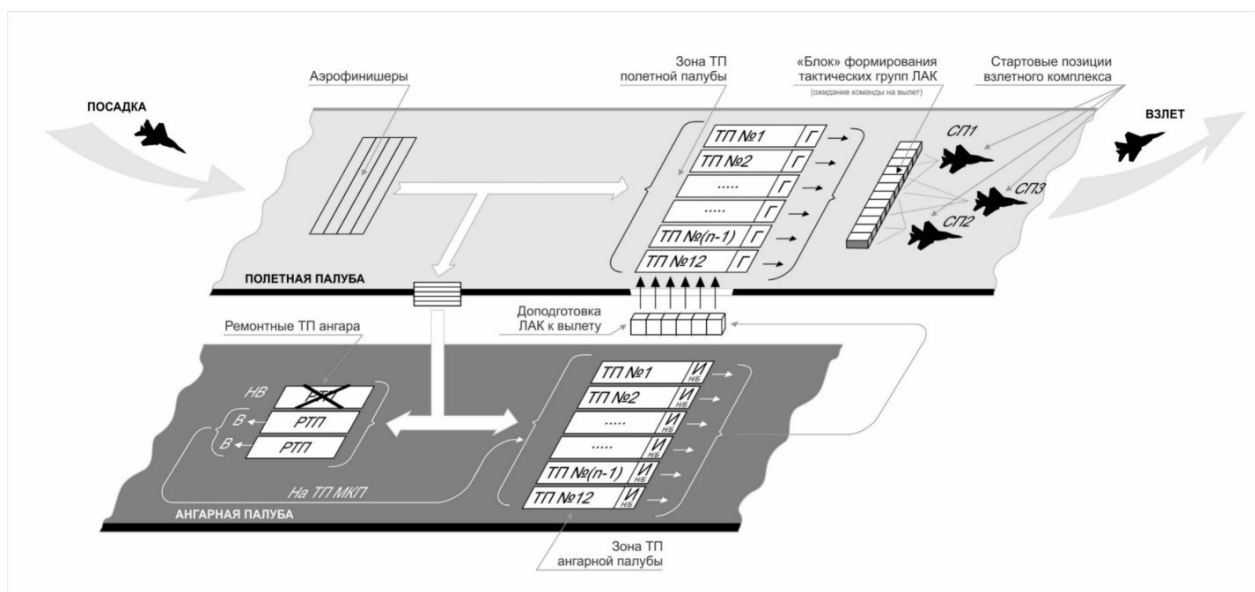 Аэрофинишеры
Зона ТП
полетной палубы
«Блок» формирования
тактических групп ЛАК
(ожидание команды на вылет)
Стартовые позиции
взлетного комплекса
ПОСАДКА
ВЗЛЕТ
ТП №1 Г
ТП №2 Г
..... Г
..... Г
ТП №(n-1) Г
ТП №12 Г
СП1
СП3
СП2
ПОЛЕТНАЯ ПАЛУБА
Доподготовка
ЛАК к вылету
Ремонтные ТП ангара
НВ РТП
В РТП
В РТП
На ТП МКП
ТП №1 И Н/Б
ТП №2 И Н/Б
..... И Н/Б
..... И Н/Б
ТП №(n-1) И Н/Б
ТП №12 И Н/Б
АНГАРНАЯ ПАЛУБА
Зона ТП
ангарной палубы